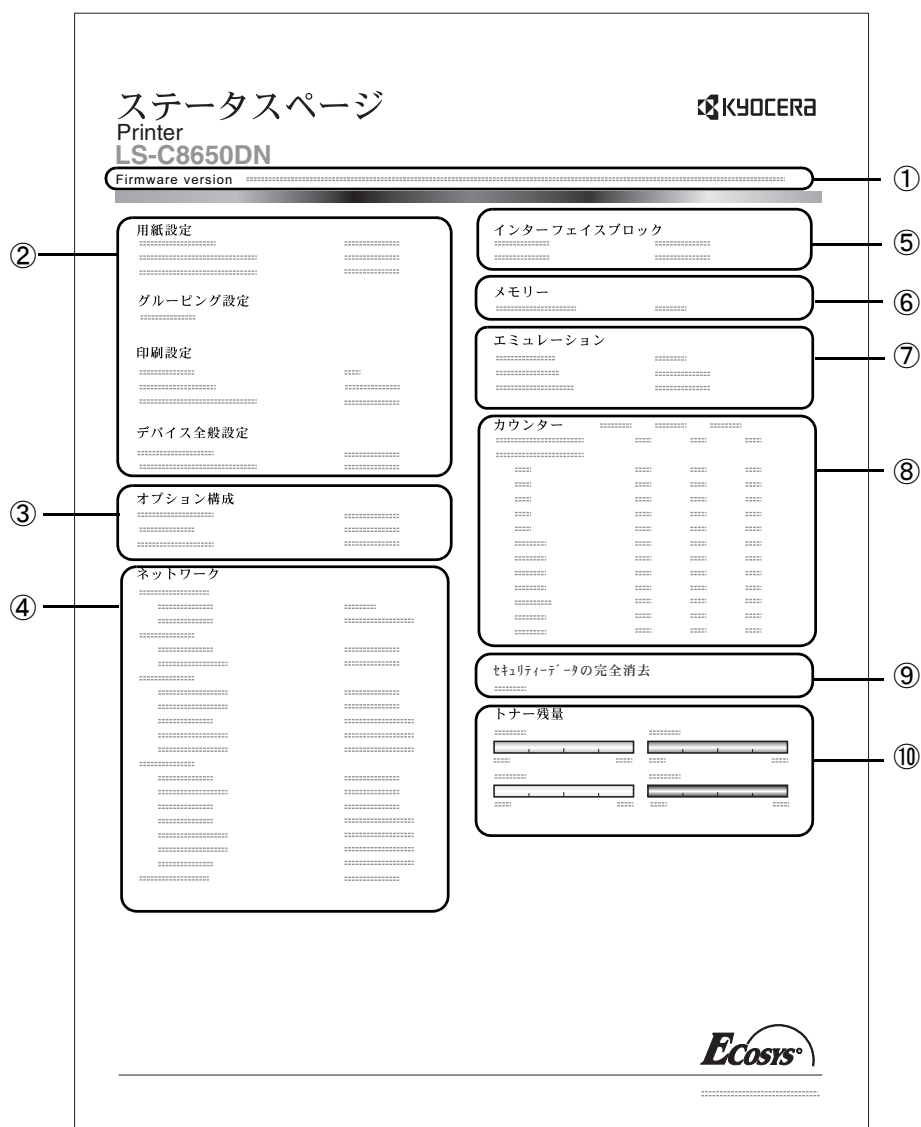 ステータスページ
KYOCERA
Printer
LS-C8650DN
Firmware version
①
②
用紙設定
グルーピング設定
印刷設定
デバイス全般設定
③
オプション構成
④
ネットワーク
インターフェイスブロック
⑤
メモリー
⑥
エミュレーション
⑦
カウンター
⑧
セキュリティーデータの完全消去
⑨
トナー残量
⑩
ECOSYS